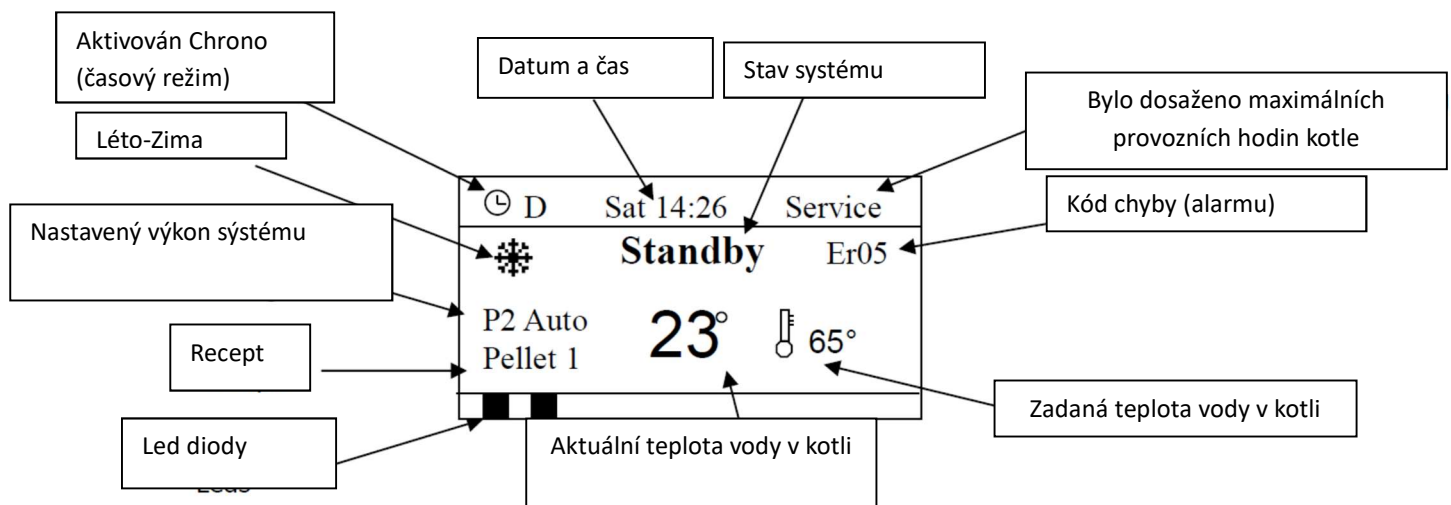 Aktivován Chrono
(časový režim)
Datum a čas
Stav systému
Bylo dosaženo maximálních
provozních hodin kotle
Léto-Zima
Kód chyby (alarmu)
D Sat 14:26 Service
Nastavený výkon sýstému
Standby Er05
P2 Auto
23° 65°
Pellet 1
Recept
Zadaná teplota vody v kotli
Led diody
Aktuální teplota vody v kotli